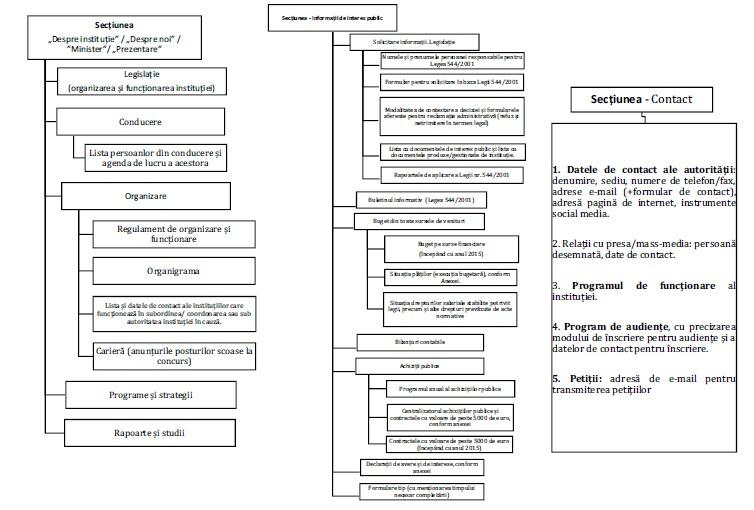 Secțiunea
„Despre instituție" / „Despre noi" /
"Minister"/ „Prezentare"
Legislație
(organizarea și funcționarea instituției)
Conducere
Lista persoanlor din conducere și
agenda de lucru a acestora
Organizare
Regulament de organizare și
funcționare
Organigrama
Lista și datele de contact ale instituțiilor care
funcționează în subordinea/ coordonarea sau sub
autoritatea instituției în cauză.
Carieră (anunțurile posturilor scoase la
concurs)
Programe și strategii
Rapoarte și studii
Secțiunea - Informații de interes public
Solicitare informații. Legislație
Numele și prenumele persoanei responsabile pentru
Legea 544/2001
Formular pentru solicitare în baza Legii 544/2001
Modalitatea de contestare a deciziei și formularele
aferente pentru reclamație administrativă (refuz și
netrimitere în termen legal)
Lista cu documentele de interes public și lista cu
documentele produse/gestionate de instituție.
Rapoartele de aplicare a Legii nr. 544/2001
Buletinul informativ (Legea 544/2001)
Buget din toate sursele de venituri
Buget pe surse financiare
(începând cu anul 2015)
Situația plăților (execuția bugetară), conform
Anexei.
Situația drepturilor salariale stabilite potrivit
legii, precum și alte drepturi prevăzute de acte
normative
Bilanțuri contabile
Achiziții publice
Programul anual al achizițiilor publice
Centralizatorul achizițiilor publice și
contractele cu valoare de peste 5000 de euro,
conform anexei
Contractele cu valoare de peste 5000 de euro
(începând cu anul 2015)
Declarații de avere și de interese, conform
anexei
Formulare tip (cu menționarea timpului
necesar completării)
Secțiunea - Contact
1. Datele de contact ale autorității:
denumire, sediu, numere de telefon/fax,
adrese e-mail (+formular de contact),
adresă pagină de internet, instrumente
social media.
2. Relații cu presa/mass-media: persoană
desemnată, date de contact.
3. Programul de funcționare al
instituției.
4. Program de audiențe, cu precizarea
modului de înscriere pentru audiențe și a
datelor de contact pentru înscriere.
5. Petiții: adresă de e-mail pentru
transmiterea petițiilor